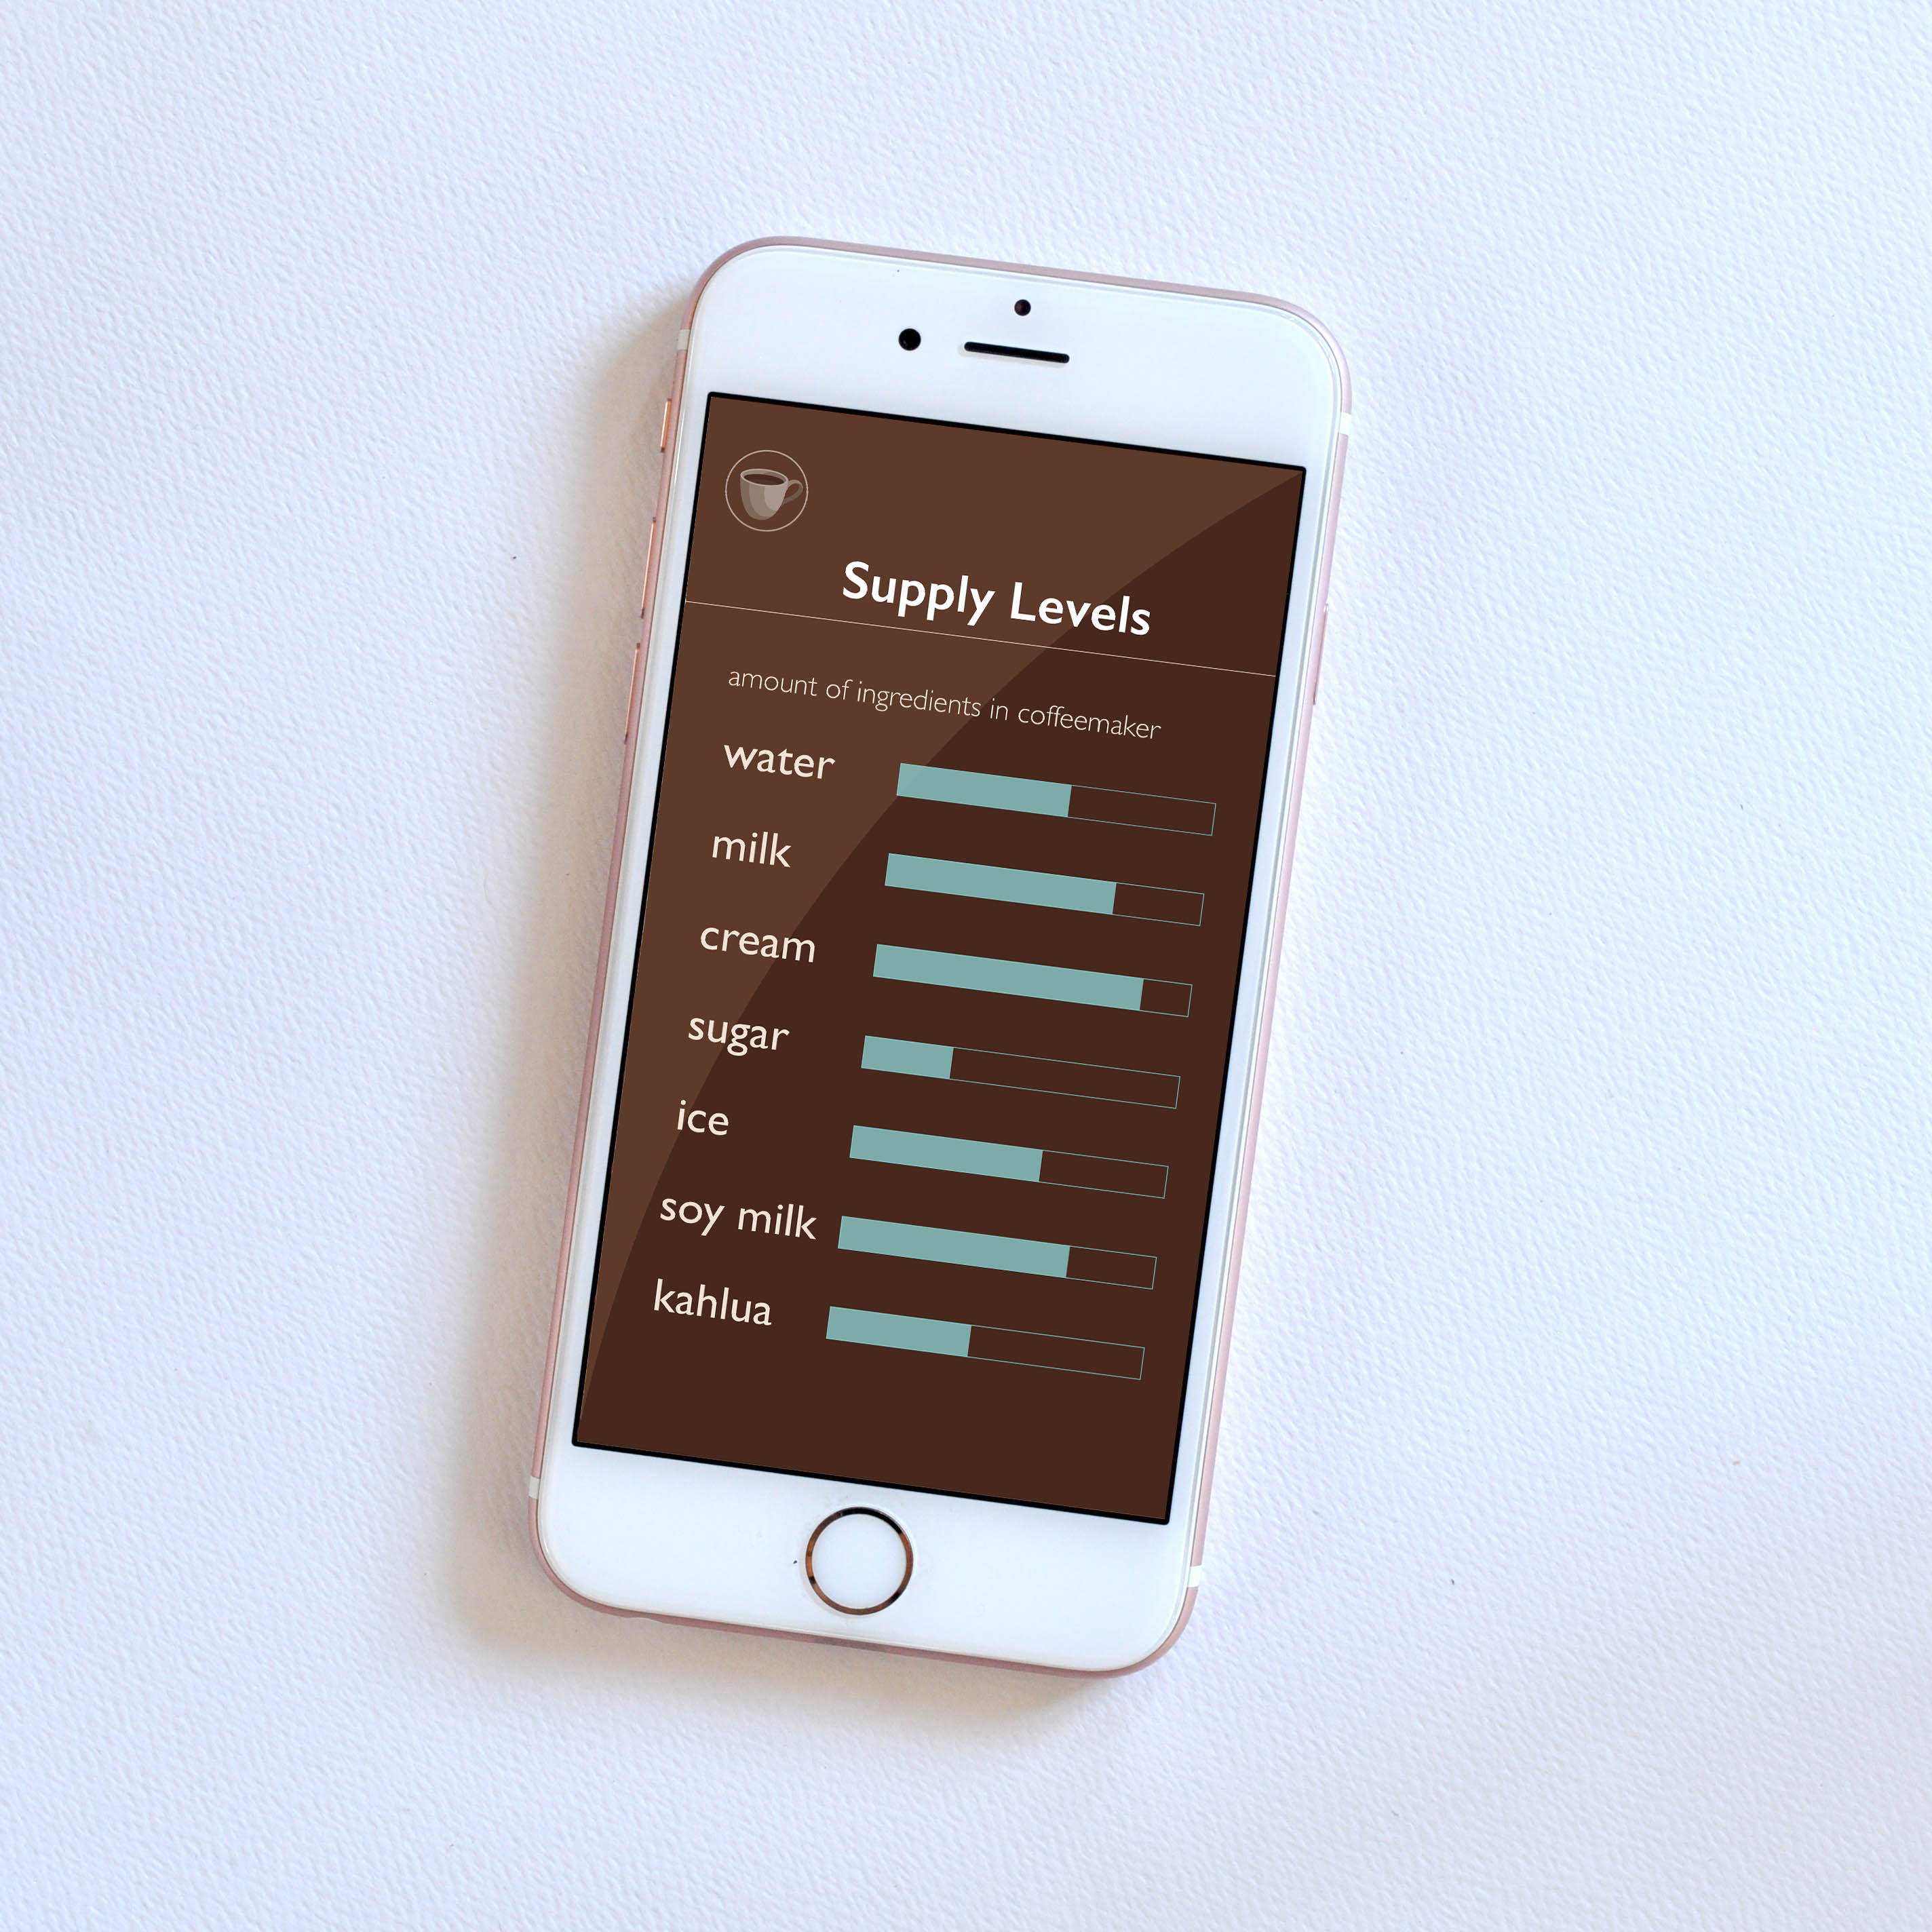 Supply Levels
amount of ingredients in coffeemaker
water
milk
cream
sugar
ice
soy milk
kahlua